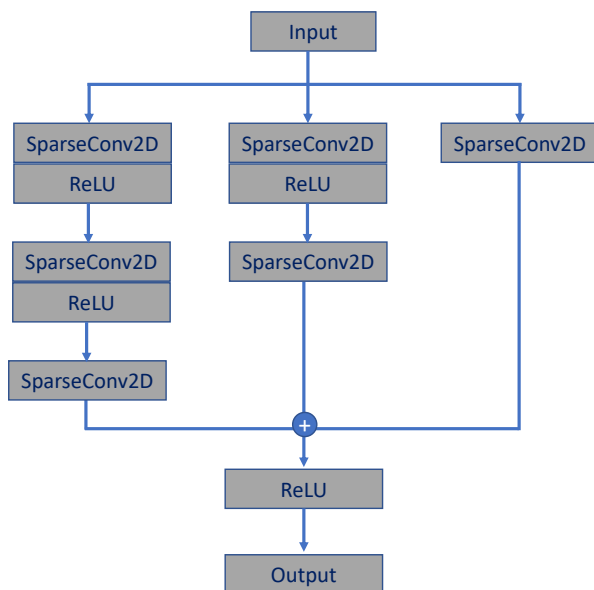 Input
SparseConv2D
SparseConv2D
SparseConv2D
ReLU
ReLU
SparseConv2D
SparseConv2D
ReLU
SparseConv2D
+
ReLU
Output